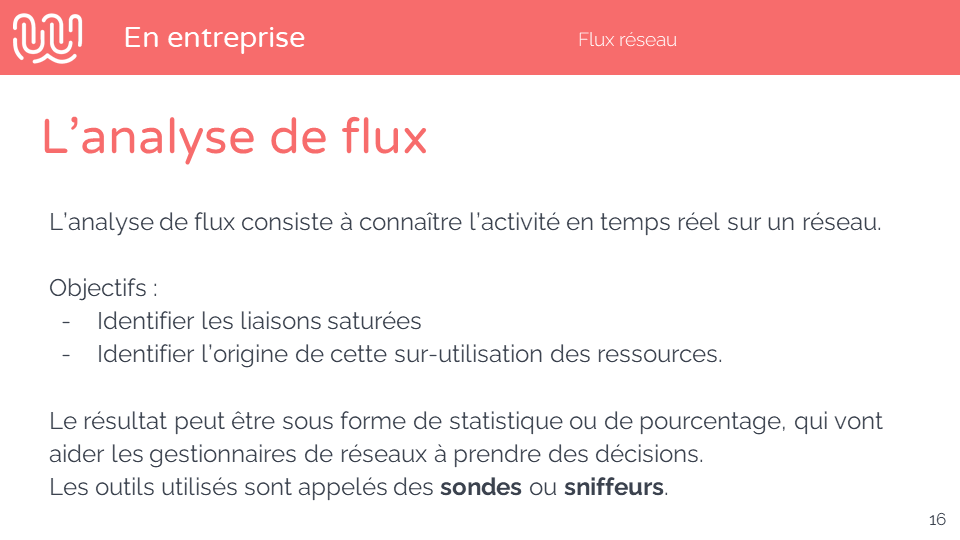 En entreprise
Flux réseau
L’analyse de flux
L’analyse de flux consiste à connaître l’activité en temps réel sur un réseau.
Objectifs :
- Identifier les liaisons saturées
- Identifier l’origine de cette sur-utilisation des ressources.
Le résultat peut être sous forme de statistique ou de pourcentage, qui vont
aider les gestionnaires de réseaux à prendre des décisions.
Les outils utilisés sont appelés des sondes ou sniffeurs.
16